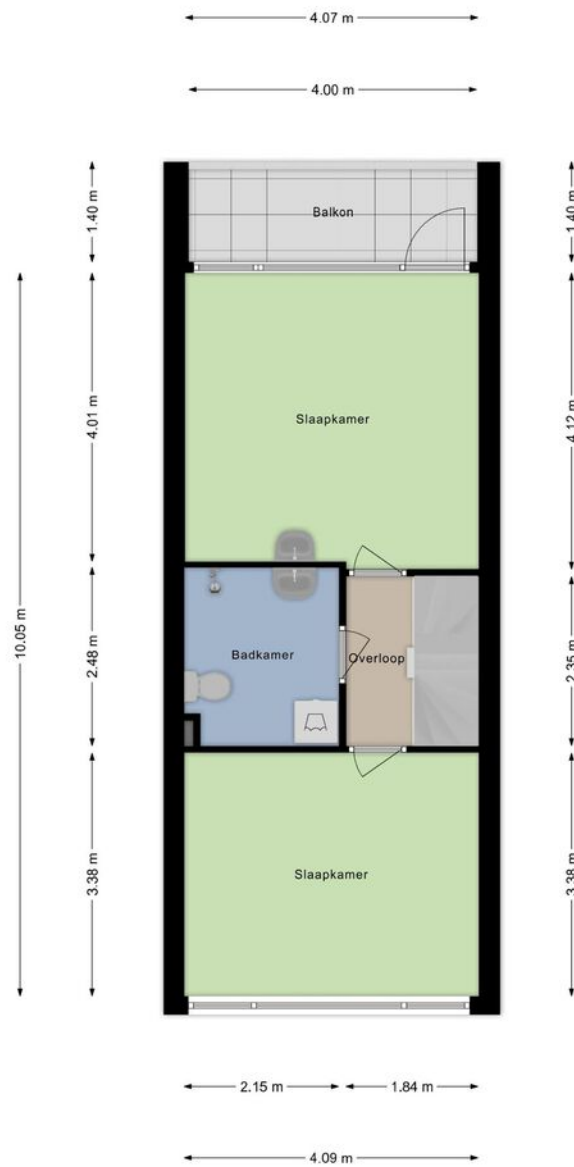 4.07 m
4.00 m
1.40 m
1.40 m
Balkon
4.01 m
4.12 m
Slaapkamer
10.05 m
2.48 m
2.35 m
Badkamer
Overloop
3.38 m
3.38 m
Slaapkamer
2.15 m
1.84 m
4.09 m